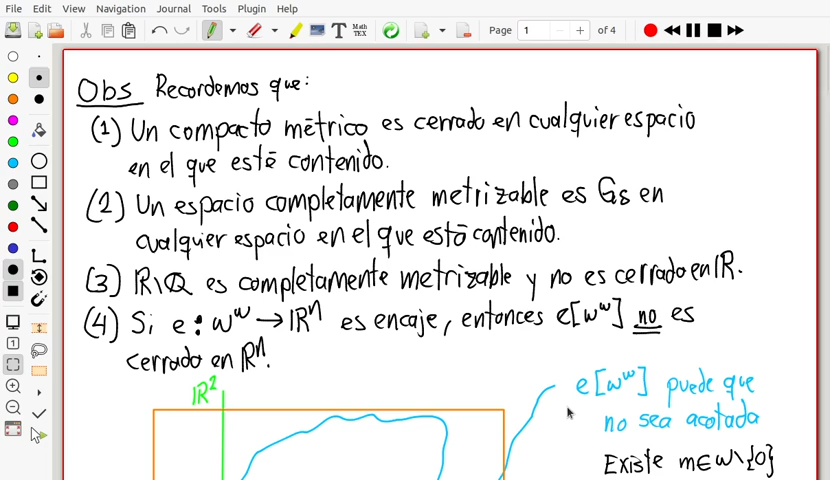 File Edit View Navigation Journal Tools Plugin Help
Math TEX Page 1 − + of 4
Obs Recordemos que:
(1) Un compacto métrico es cerrado en cualquier espacio
en el que esté contenido.
(2) Un espacio completamente metrizable es Gδ en
cualquier espacio en el que está contenido.
(3) ℝ\ℚ es completamente metrizable y no es cerrado en ℝ.
(4) Si e: ω^ω → ℝ^n es encaje, entonces e[ω^ω] no es
cerrado en ℝ^n.
ℝ²
e[ω^ω] puede que
no sea acotada
Existe m∈ω\{0}